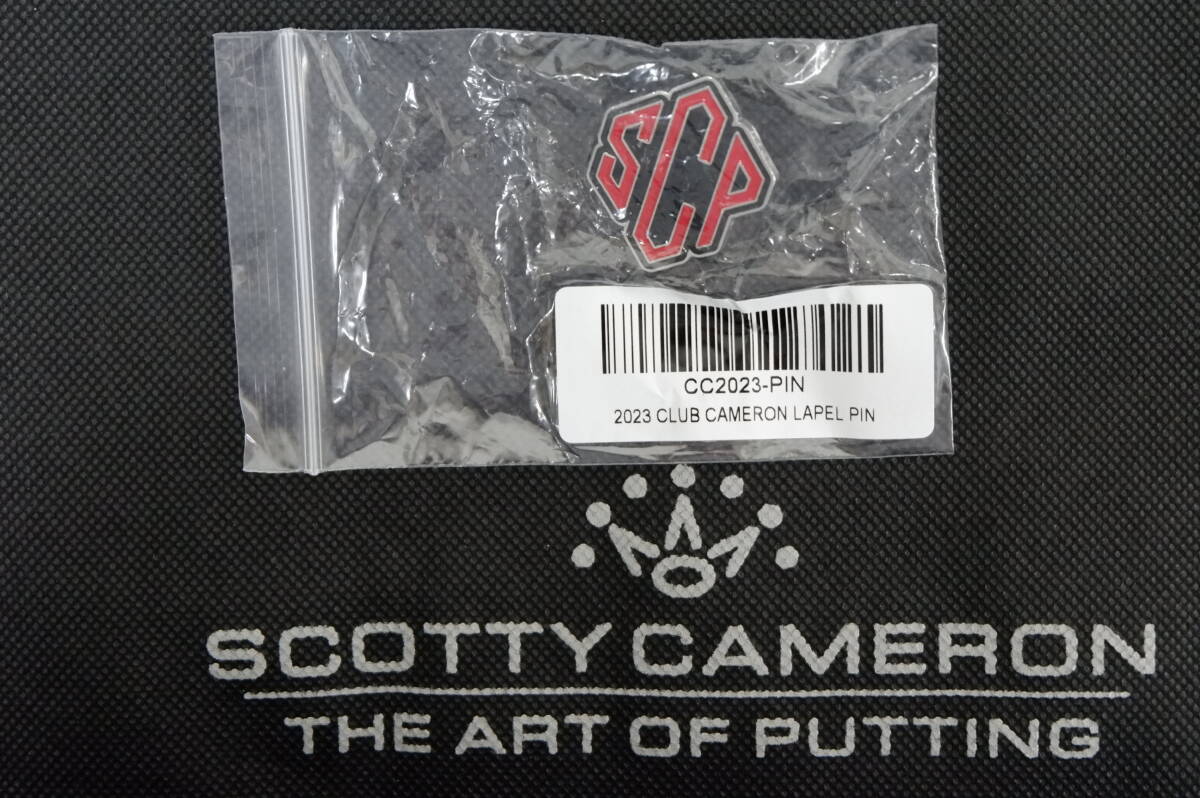 SCP
CC2023-PIN
2023 CLUB CAMERON LAPEL PIN
SCOTTY CAMERON
THE ART OF PUTTING